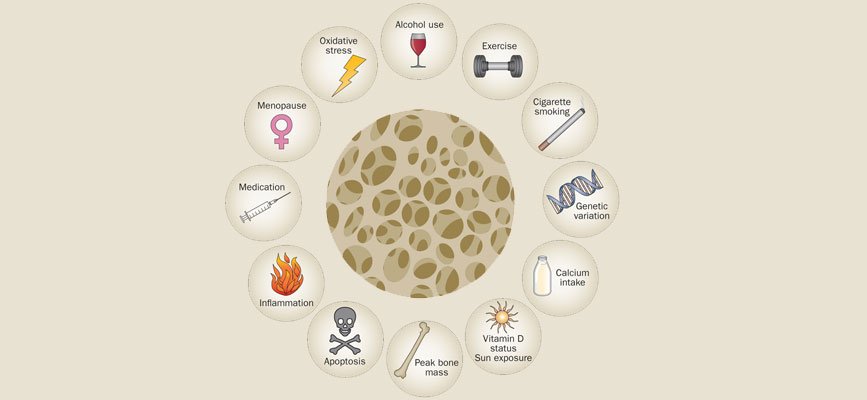 Alcohol use
Exercise
Cigarette
smoking
Genetic
variation
Calcium
intake
Vitamin D
status
Sun exposure
Peak bone
mass
Apoptosis
Inflammation
Medication
Menopause
Oxidative
stress